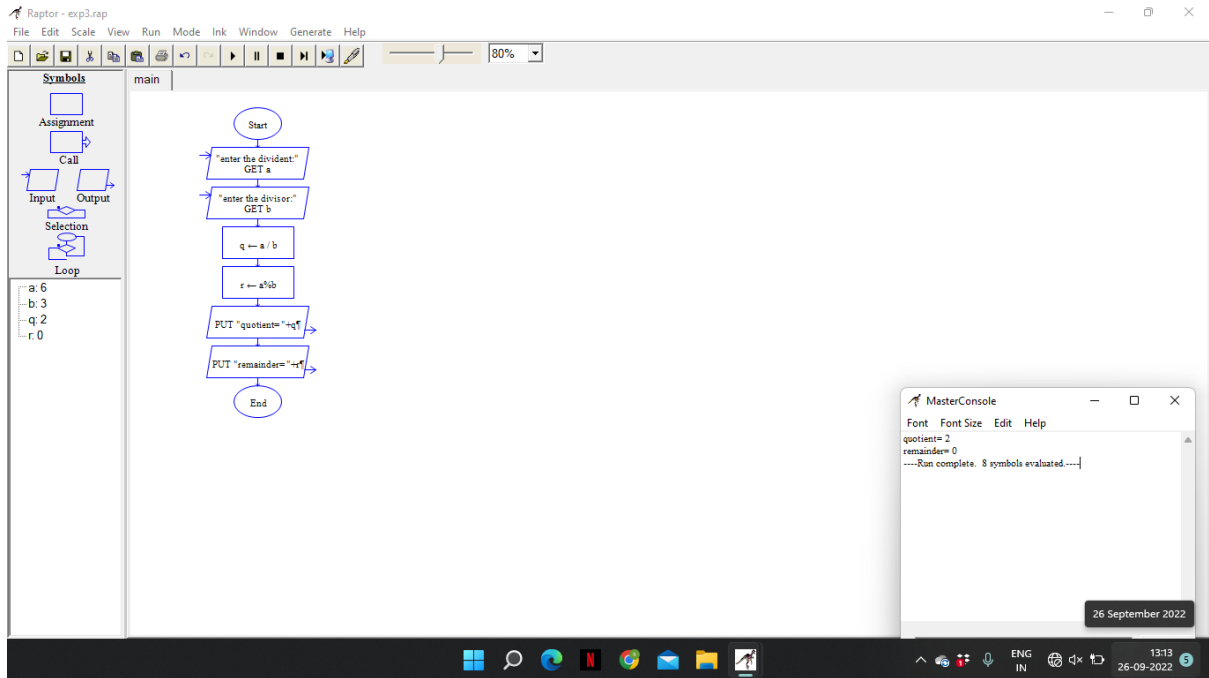 Raptor - exp3.rap
File Edit Scale View Run Mode Ink Window Generate Help
80%
Symbols
main
Assignment
Call
Input Output
Selection
Loop
a: 6
b: 3
q: 2
r: 0
Start
"enter the divident:"
GET a
"enter the divisor:"
GET b
q ← a / b
r ← a%b
PUT "quotient= "+q¶
PUT "remainder= "+r¶
End
MasterConsole
Font Font Size Edit Help
quotient= 2
remainder= 0
----Run complete. 8 symbols evaluated.----
26 September 2022
N
ENG
IN
13:13
26-09-2022
5